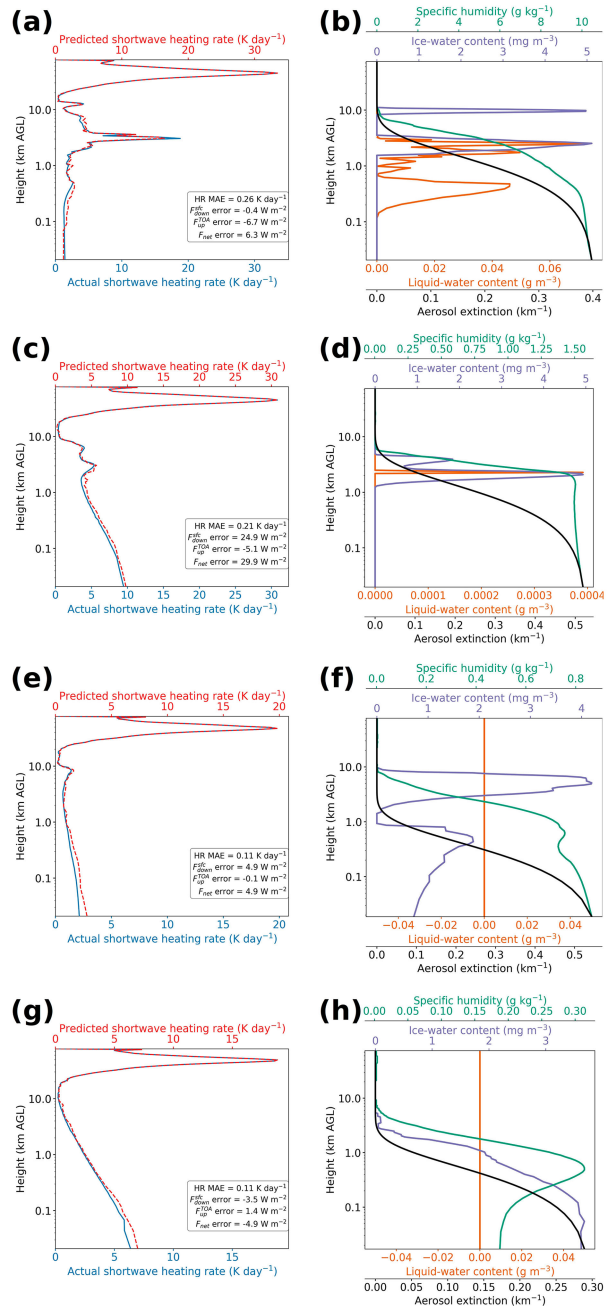 (a)
Predicted shortwave heating rate (K day⁻¹)
0 5 10 15 20 25 30 35
Height (km AGL)
10.0
1.0
0.1
HR MAE = 0.26 K day⁻¹
F^sfc_down error = -0.4 W m⁻²
F^TOA_up error = -6.7 W m⁻²
F_net error = 6.3 W m⁻²
0 5 10 15 20 25 30 35
Actual shortwave heating rate (K day⁻¹)
(b)
Specific humidity (g kg⁻¹)
0 2 4 6 8 10
Ice-water content (mg m⁻³)
0 1 2 3 4 5
Height (km AGL)
10.0
1.0
0.1
0.00 0.02 0.04 0.06
Liquid-water content (g m⁻³)
0.0 0.1 0.2 0.3 0.4
Aerosol extinction (km⁻¹)
(c)
Predicted shortwave heating rate (K day⁻¹)
0 5 10 15 20 25 30
Height (km AGL)
10.0
1.0
0.1
HR MAE = 0.21 K day⁻¹
F^sfc_down error = 24.9 W m⁻²
F^TOA_up error = -5.1 W m⁻²
F_net error = 29.9 W m⁻²
0 5 10 15 20 25 30
Actual shortwave heating rate (K day⁻¹)
(d)
Specific humidity (g kg⁻¹)
0.00 0.25 0.50 0.75 1.00 1.25 1.50
Ice-water content (mg m⁻³)
0 1 2 3 4 5
Height (km AGL)
10.0
1.0
0.1
0.0000 0.0001 0.0002 0.0003 0.0004
Liquid-water content (g m⁻³)
0.0 0.1 0.2 0.3 0.4 0.5
Aerosol extinction (km⁻¹)
(e)
Predicted shortwave heating rate (K day⁻¹)
0 5 10 15 20
Height (km AGL)
10.0
1.0
0.1
HR MAE = 0.11 K day⁻¹
F^sfc_down error = 4.9 W m⁻²
F^TOA_up error = -0.1 W m⁻²
F_net error = 4.9 W m⁻²
0 5 10 15 20
Actual shortwave heating rate (K day⁻¹)
(f)
Specific humidity (g kg⁻¹)
0.0 0.2 0.4 0.6 0.8
Ice-water content (mg m⁻³)
0 1 2 3 4
Height (km AGL)
10.0
1.0
0.1
−0.04 −0.02 0.00 0.02 0.04
Liquid-water content (g m⁻³)
0.0 0.1 0.2 0.3 0.4 0.5
Aerosol extinction (km⁻¹)
(g)
Predicted shortwave heating rate (K day⁻¹)
0 5 10 15
Height (km AGL)
10.0
1.0
0.1
HR MAE = 0.11 K day⁻¹
F^sfc_down error = -3.5 W m⁻²
F^TOA_up error = 1.4 W m⁻²
F_net error = -4.9 W m⁻²
0 5 10 15
Actual shortwave heating rate (K day⁻¹)
(h)
Specific humidity (g kg⁻¹)
0.00 0.05 0.10 0.15 0.20 0.25 0.30
Ice-water content (mg m⁻³)
0 1 2 3
Height (km AGL)
10.0
1.0
0.1
−0.04 −0.02 0.00 0.02 0.04
Liquid-water content (g m⁻³)
0.00 0.05 0.10 0.15 0.20 0.25 0.30
Aerosol extinction (km⁻¹)